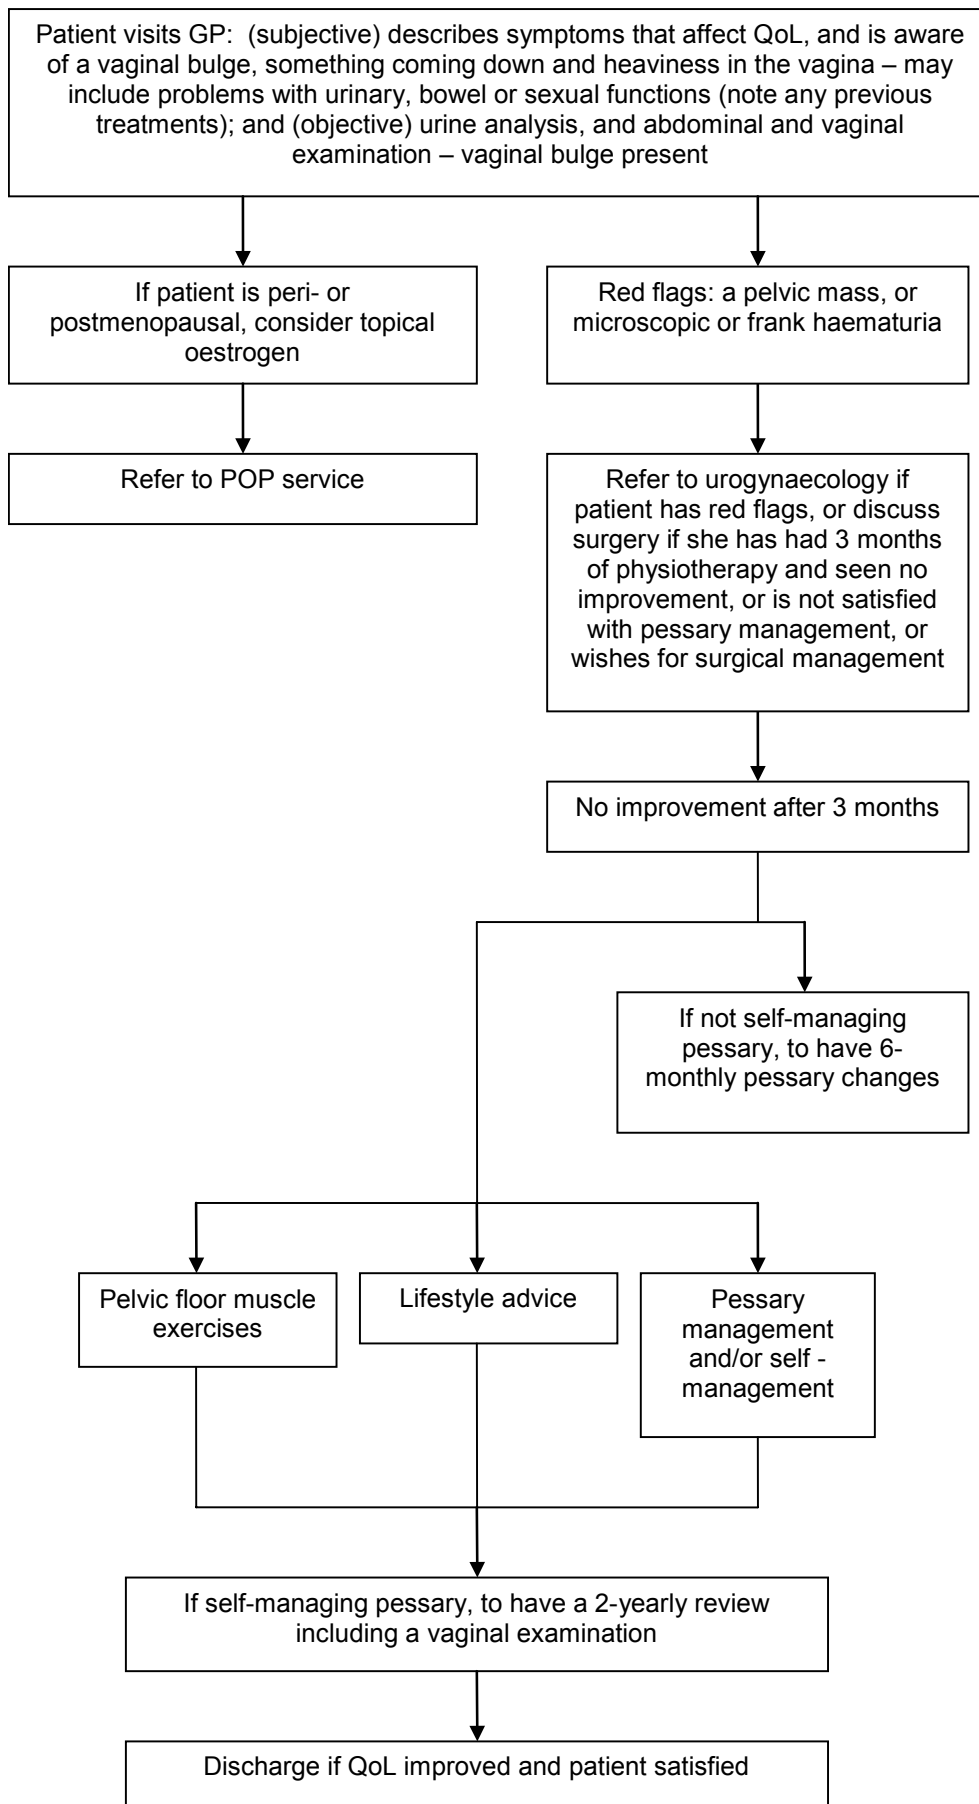 Patient visits GP:  (subjective) describes symptoms that affect QoL, and is aware
of a vaginal bulge, something coming down and heaviness in the vagina – may
include problems with urinary, bowel or sexual functions (note any previous
treatments); and (objective) urine analysis, and abdominal and vaginal
examination – vaginal bulge present
If patient is peri- or
postmenopausal, consider topical
oestrogen
Red flags: a pelvic mass, or
microscopic or frank haematuria
Refer to POP service
Refer to urogynaecology if
patient has red flags, or discuss
surgery if she has had 3 months
of physiotherapy and seen no
improvement, or is not satisfied
with pessary management, or
wishes for surgical management
No improvement after 3 months
If not self-managing
pessary, to have 6-
monthly pessary changes
Pelvic floor muscle
exercises
Lifestyle advice
Pessary
management
and/or self -
management
If self-managing pessary, to have a 2-yearly review
including a vaginal examination
Discharge if QoL improved and patient satisfied